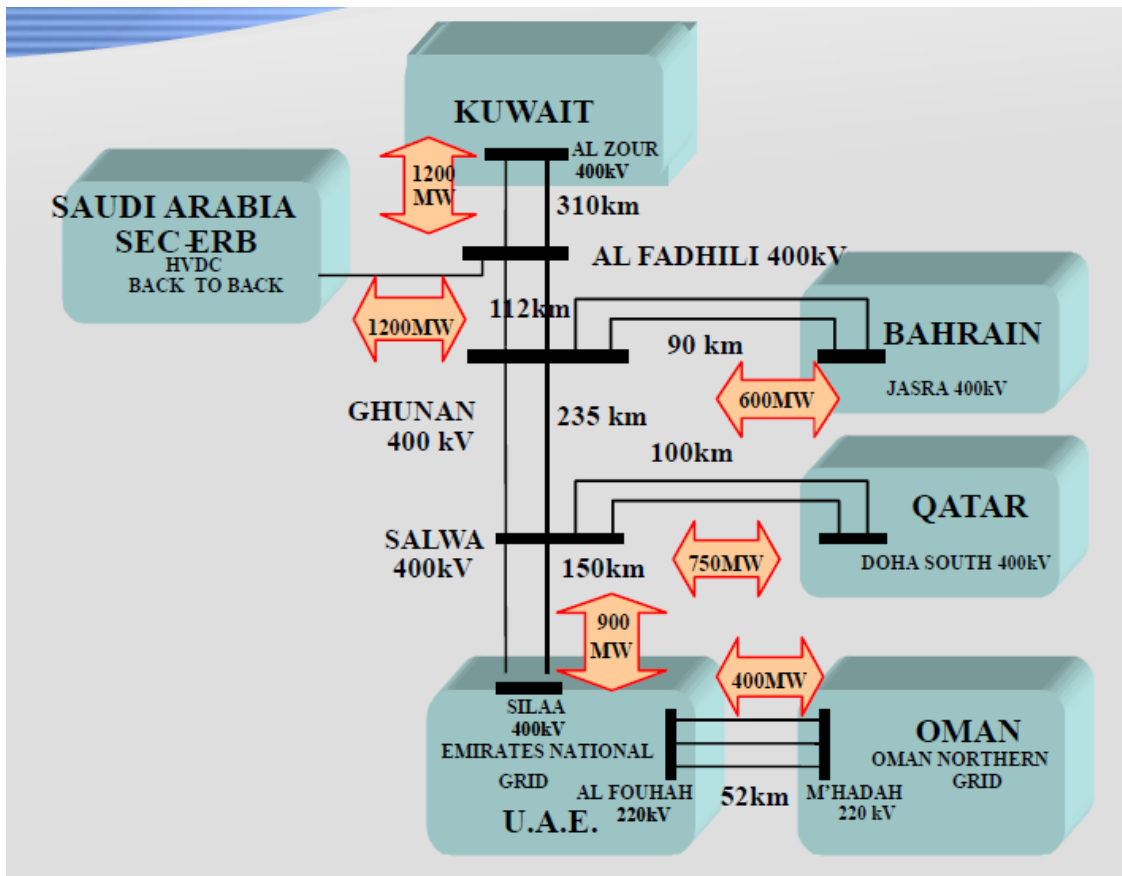 KUWAIT
AL ZOUR
400kV
1200
MW
310km
SAUDI ARABIA
SEC-ERB
HVDC
BACK TO BACK
AL FADHILI 400kV
112km
1200MW
90 km
BAHRAIN
JASRA 400kV
600MW
GHUNAN
400 kV
235 km
100km
QATAR
DOHA SOUTH 400kV
SALWA
400kV
150km
750MW
900
MW
400MW
SILAA
400kV
EMIRATES NATIONAL
GRID
AL FOUHAH
220kV
U.A.E.
52km
OMAN
OMAN NORTHERN
GRID
M'HADAH
220 kV